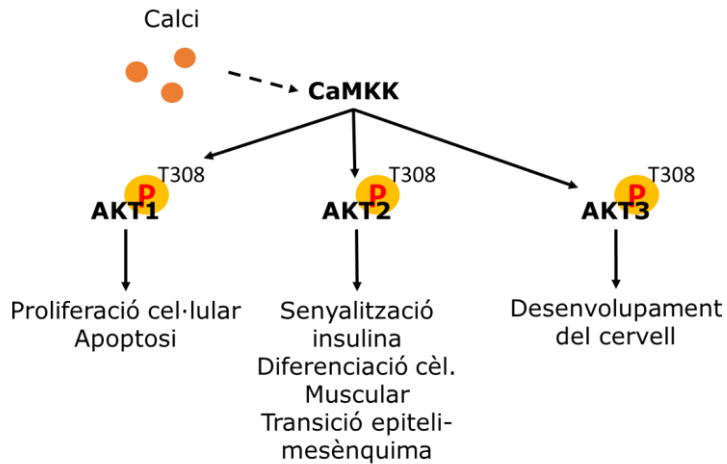 Calci
CaMKK
P T308
AKT1
P T308
AKT2
P T308
AKT3
Proliferació cel·lular
Apoptosi
Senyalització
insulina
Diferenciació cèl.
Muscular
Transició epiteli-
mesènquima
Desenvolupament
del cervell